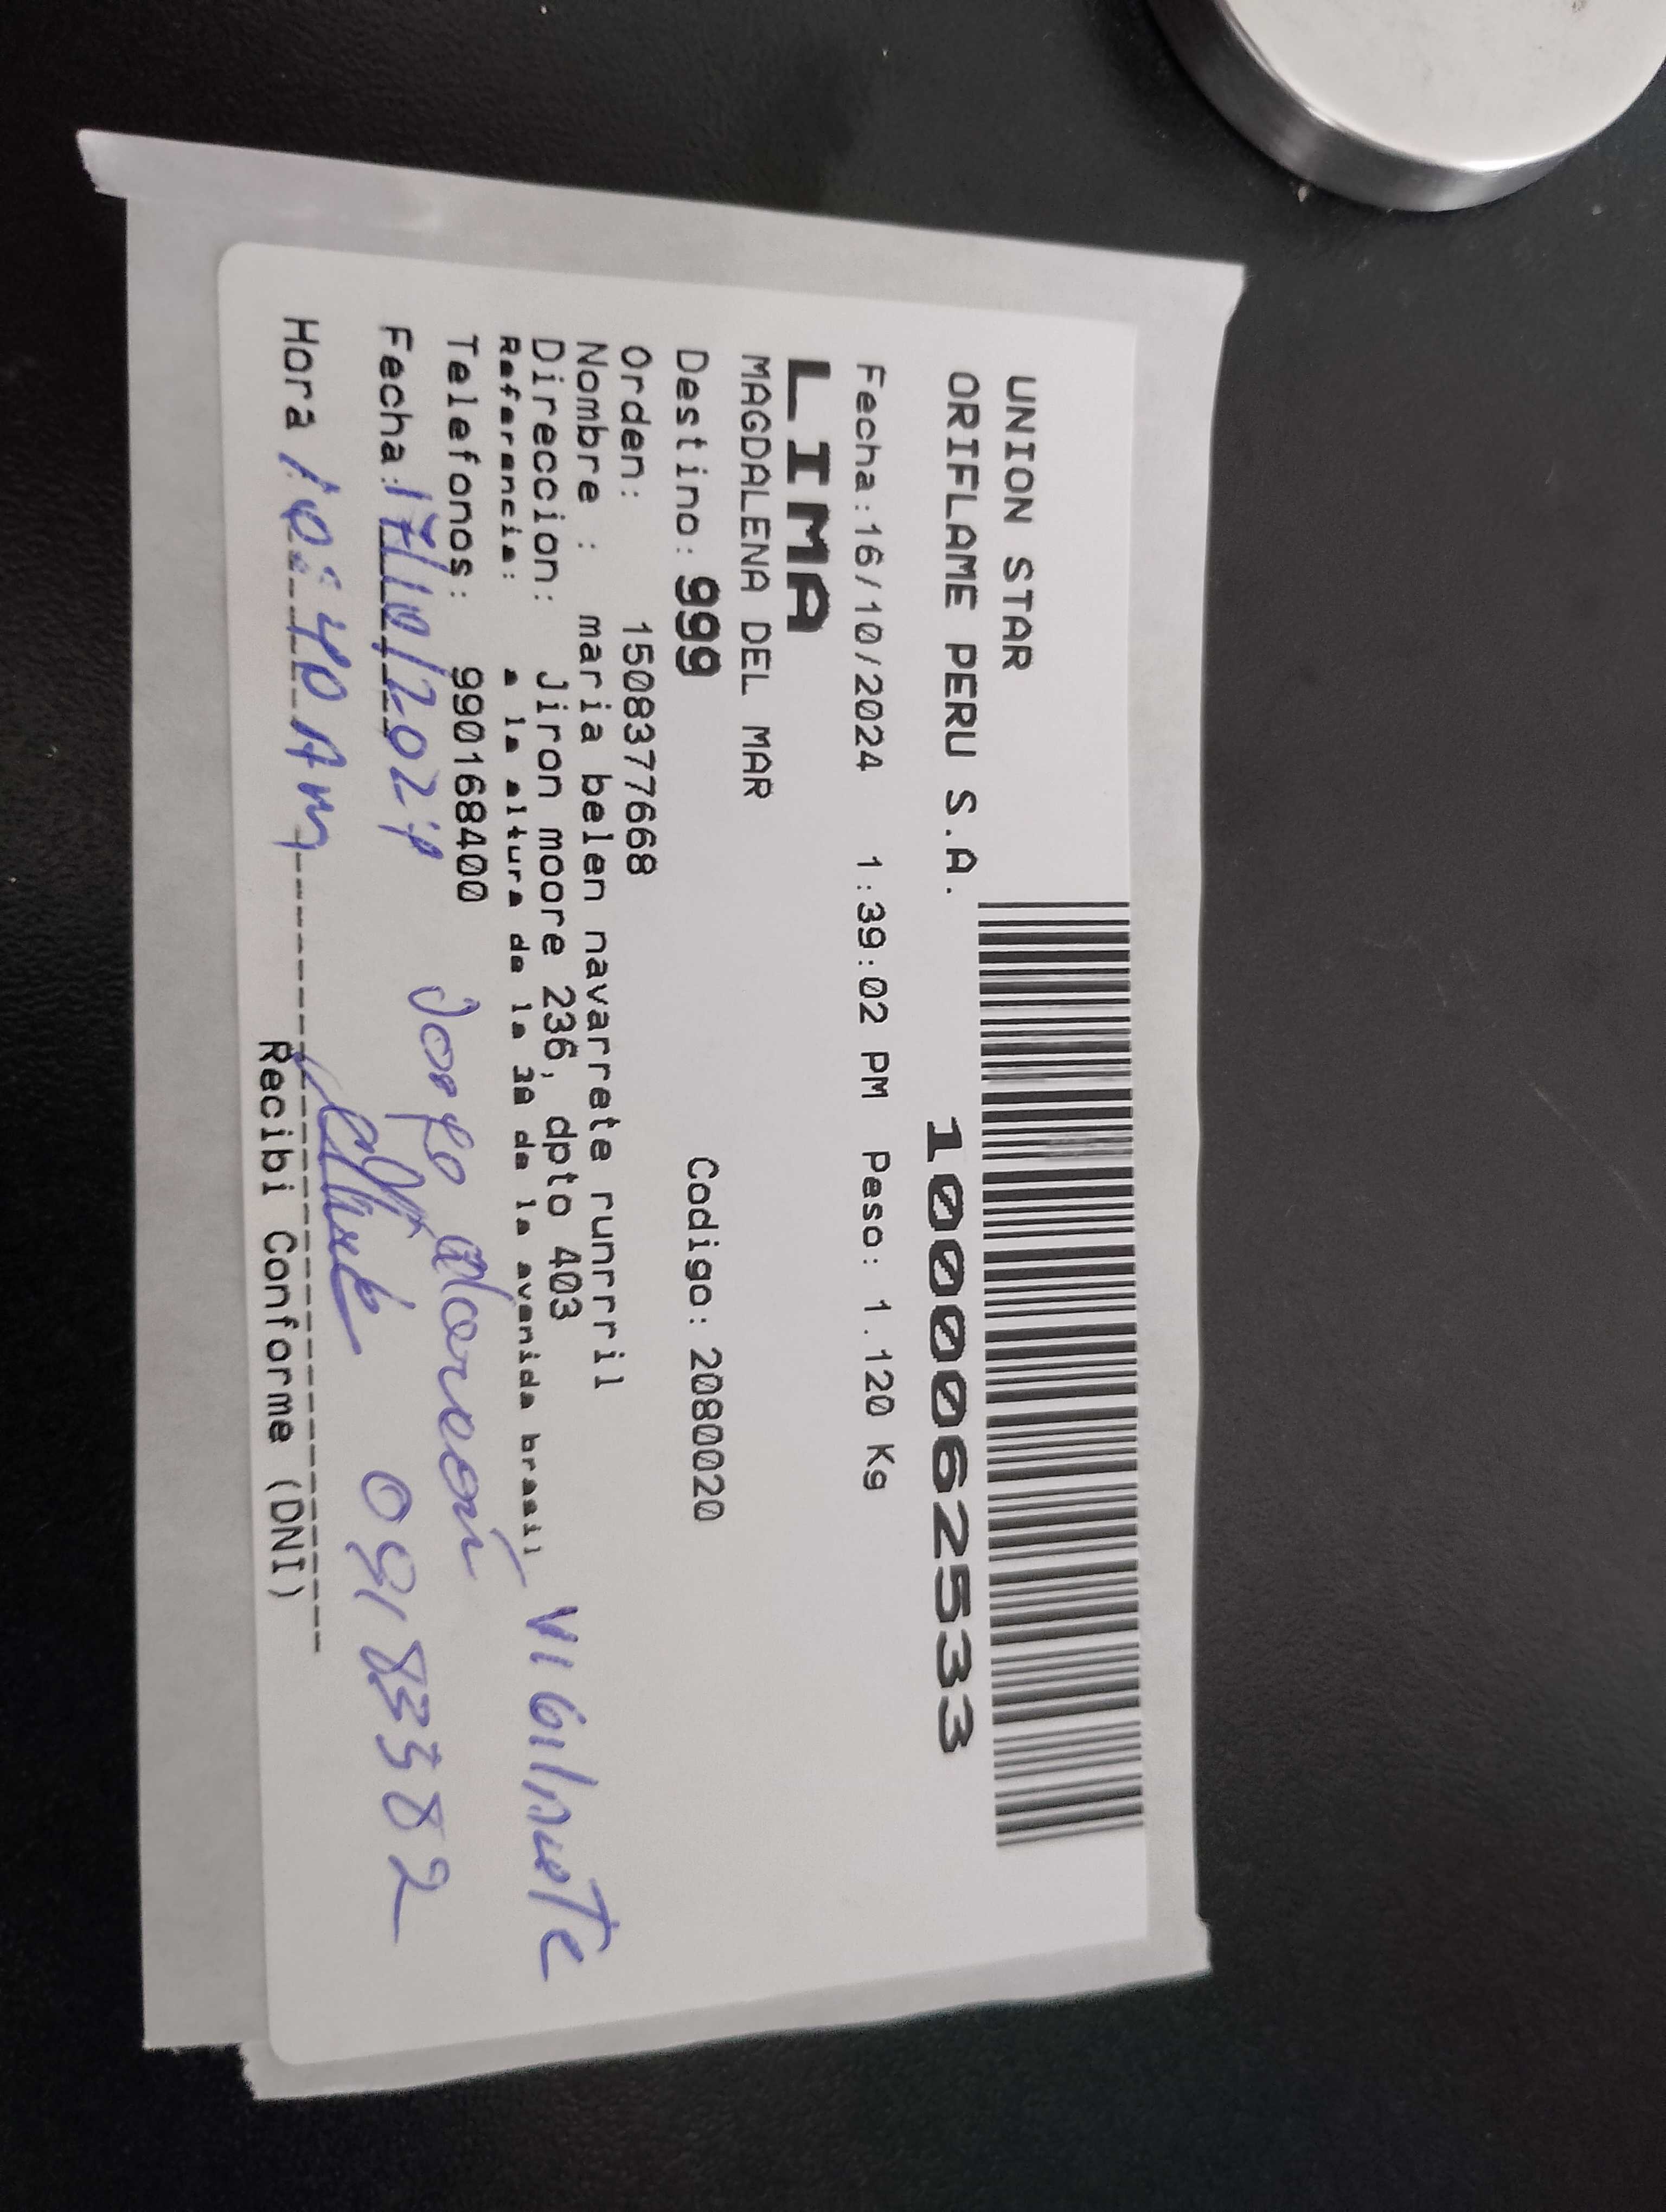 UNION STAR
ORIFLAME PERU S.A.
1000062533
Fecha:16/10/2024 1:39:02 PM Peso: 1.120 Kg
LIMA
MAGDALENA DEL MAR
Destino: 999 Codigo: 2080020
Orden: 1508377668
Nombre : maria belen navarrete runrril
Direccion: Jiron moore 236, dpto 403
Referencia: a la altura de la 38 de la avenida brasil
Telefonos: 990168400
VIGILANTE
Fecha: 17/10/2024 Jorge Alarcón
Hora 10:40 AM
Recibi Conforme (DNI)